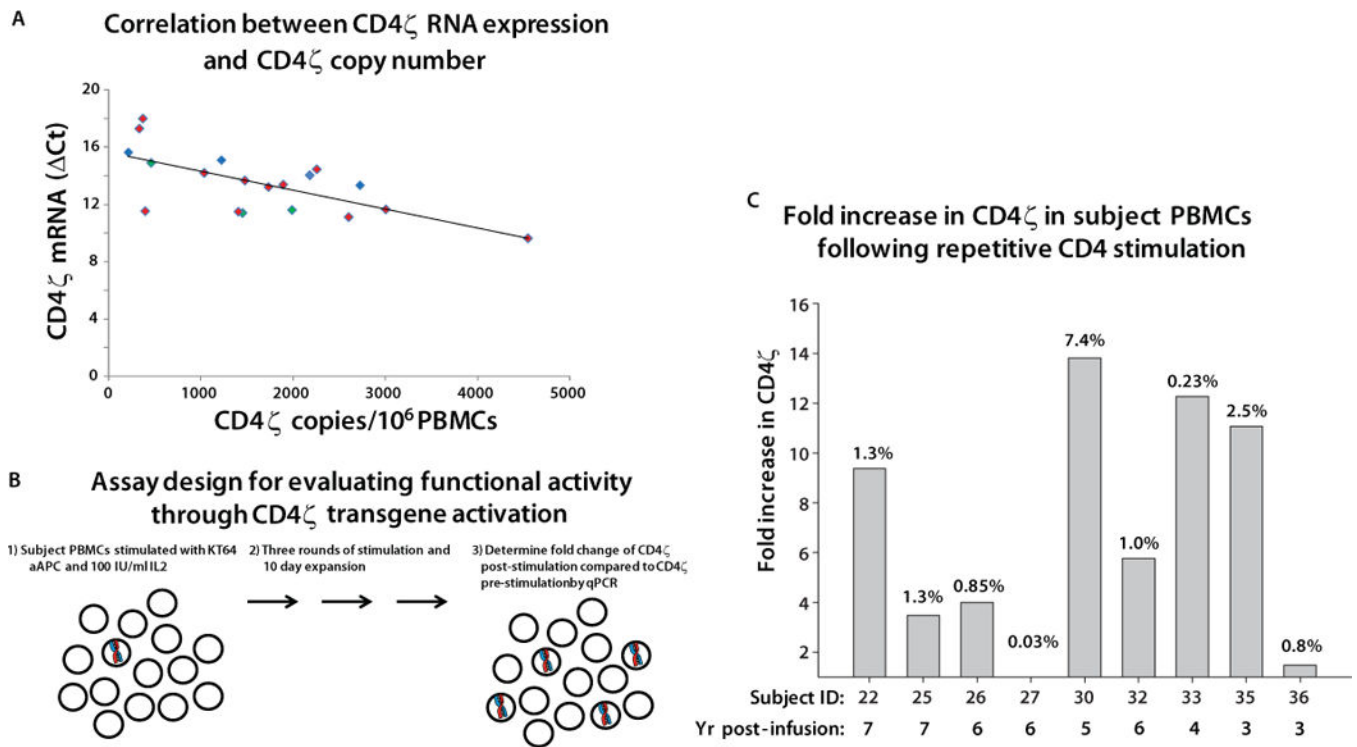 A
Correlation between CD4ζ RNA expression
and CD4ζ copy number
CD4ζ mRNA (ΔCt)
20
16
12
8
4
0
0 1000 2000 3000 4000 5000
CD4ζ copies/10⁶ PBMCs
B
Assay design for evaluating functional activity
through CD4ζ transgene activation
1) Subject PBMCs stimulated with KT64
aAPC and 100 IU/ml IL2
2) Three rounds of stimulation and
10 day expansion
3) Determine fold change of CD4ζ
post-stimulation compared to CD4ζ
pre-stimulationby qPCR
C
Fold increase in CD4ζ in subject PBMCs
following repetitive CD4 stimulation
Fold increase in CD4ζ
16
14
12
10
8
6
4
2
1.3%
1.3%
0.85%
0.03%
7.4%
1.0%
0.23%
2.5%
0.8%
Subject ID: 22 25 26 27 30 32 33 35 36
Yr post-infusion: 7 7 6 6 5 6 4 3 3